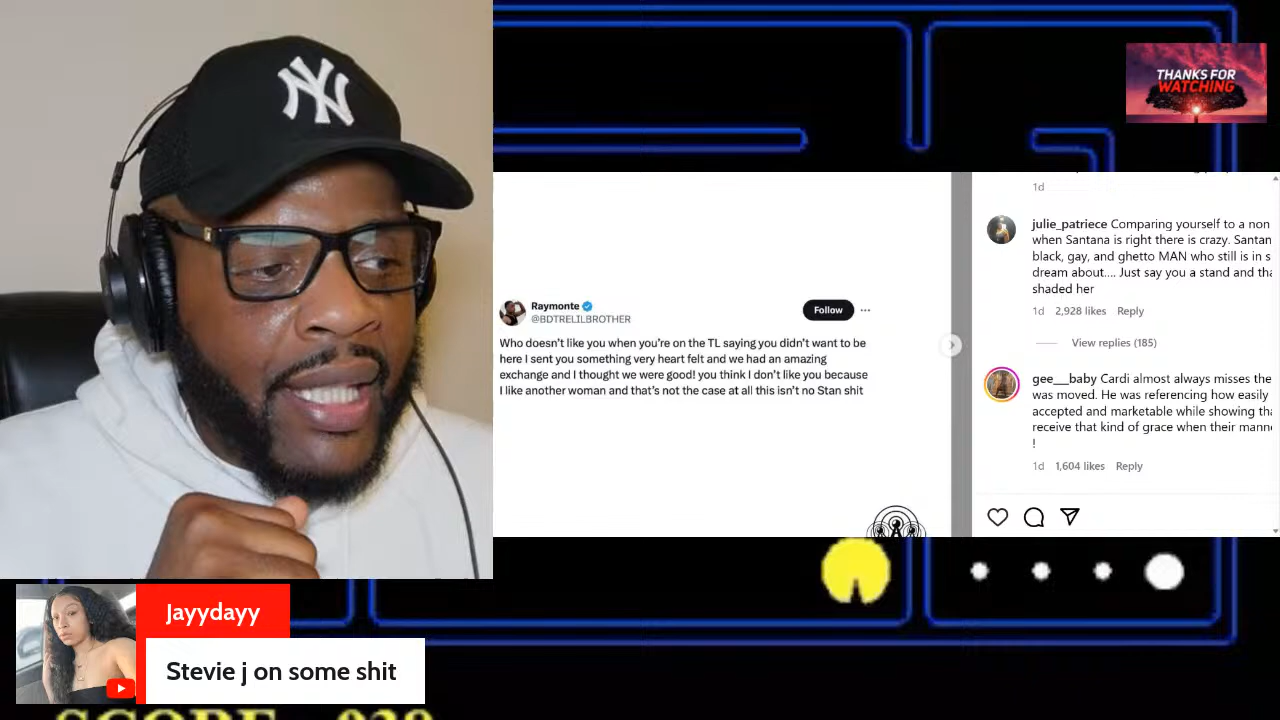 NY
THANKS FOR
WATCHING
Raymonte
@BDTRELILBROTHER
Follow
Who doesn't like you when you're on the TL saying you didn't want to be
here I sent you something very heart felt and we had an amazing
exchange and I thought we were good! you think I don't like you because
I like another woman and that's not the case at all this isn't no Stan shit
1d
julie_patriece Comparing yourself to a non
when Santana is right there is crazy. Santan
black, gay, and ghetto MAN who still is in s
dream about.... Just say you a stand and tha
shaded her
1d 2,928 likes Reply
View replies (185)
gee___baby Cardi almost always misses the
was moved. He was referencing how easily
accepted and marketable while showing tha
receive that kind of grace when their manne
!
1d 1,604 likes Reply
Jayydayy
Stevie j on some shit